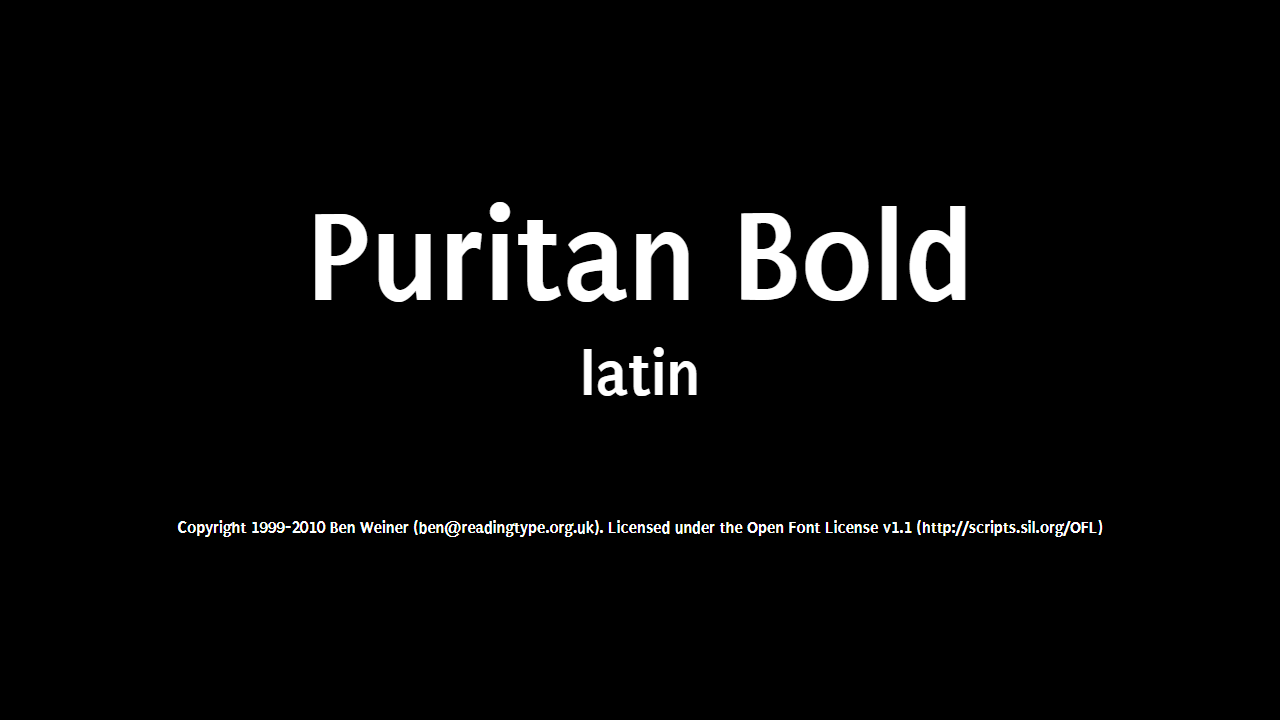 Puritan Bold
latin
Copyright 1999-2010 Ben Weiner (ben@readingtype.org.uk). Licensed under the Open Font License v1.1 (http://scripts.sil.org/OFL)